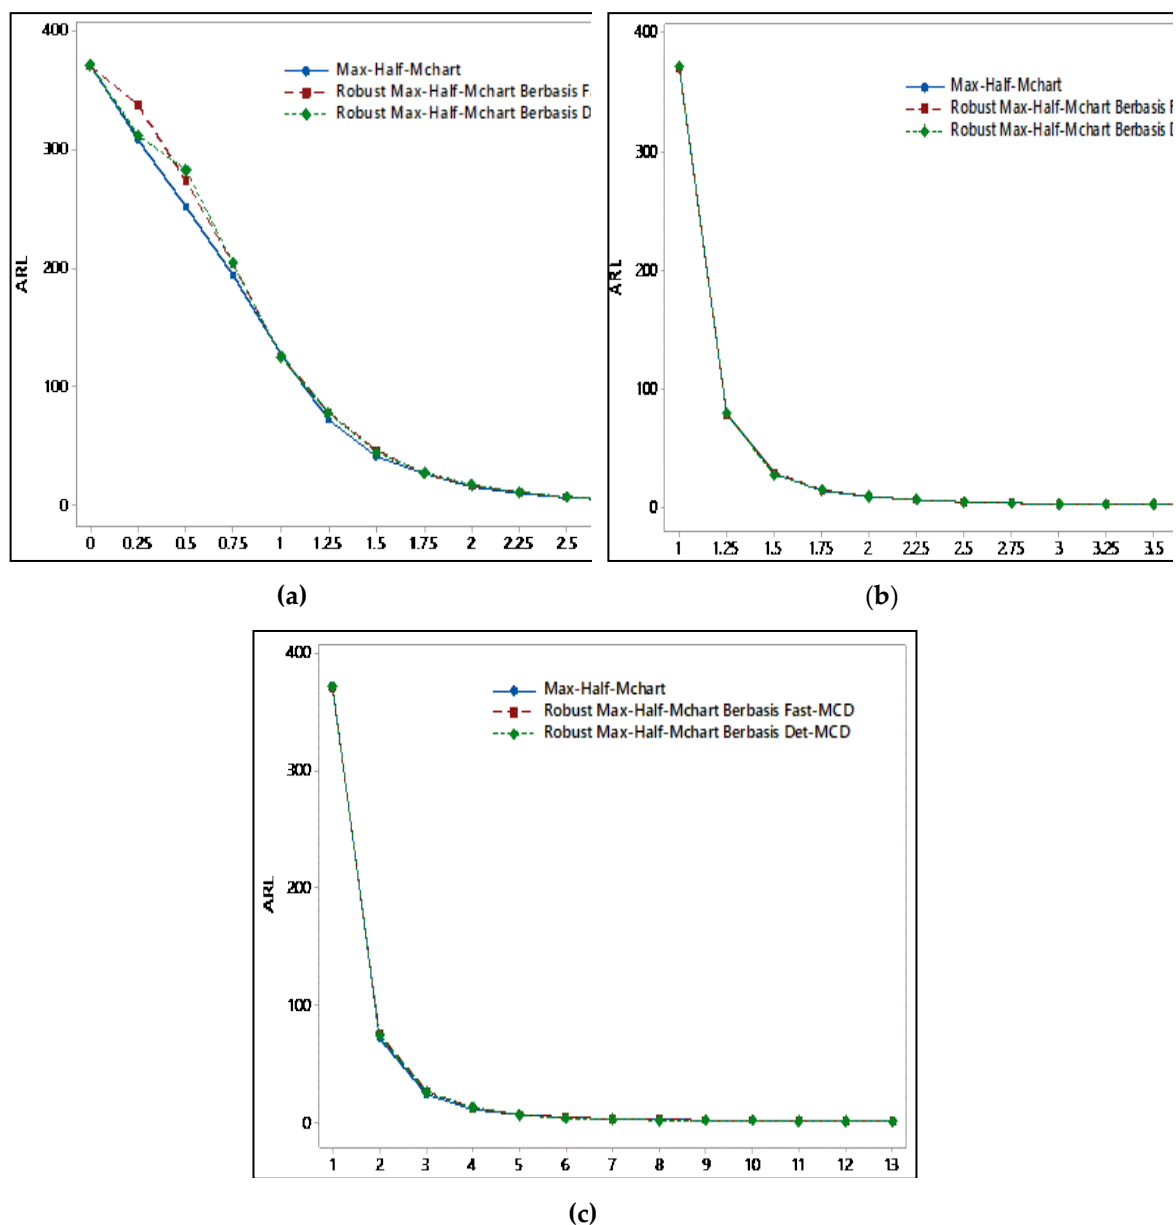 400
300
200
100
0
ARL
Max-Half-Mchart
Robust Max-Half-Mchart Berbasis F
Robust Max-Half-Mchart Berbasis D
0 0.25 0.5 0.75 1 1.25 1.5 1.75 2 2.25 2.5
(a)
400
300
200
100
0
ARL
Max-Half-Mchart
Robust Max-Half-Mchart Berbasis
Robust Max-Half-Mchart Berbasis
1 1.25 1.5 1.75 2 2.25 2.5 2.75 3 3.25 3.5
(b)
400
300
200
100
0
ARL
Max-Half-Mchart
Robust Max-Half-Mchart Berbasis Fast-MCD
Robust Max-Half-Mchart Berbasis Det-MCD
1 2 3 4 5 6 7 8 9 10 11 12 13
(c)